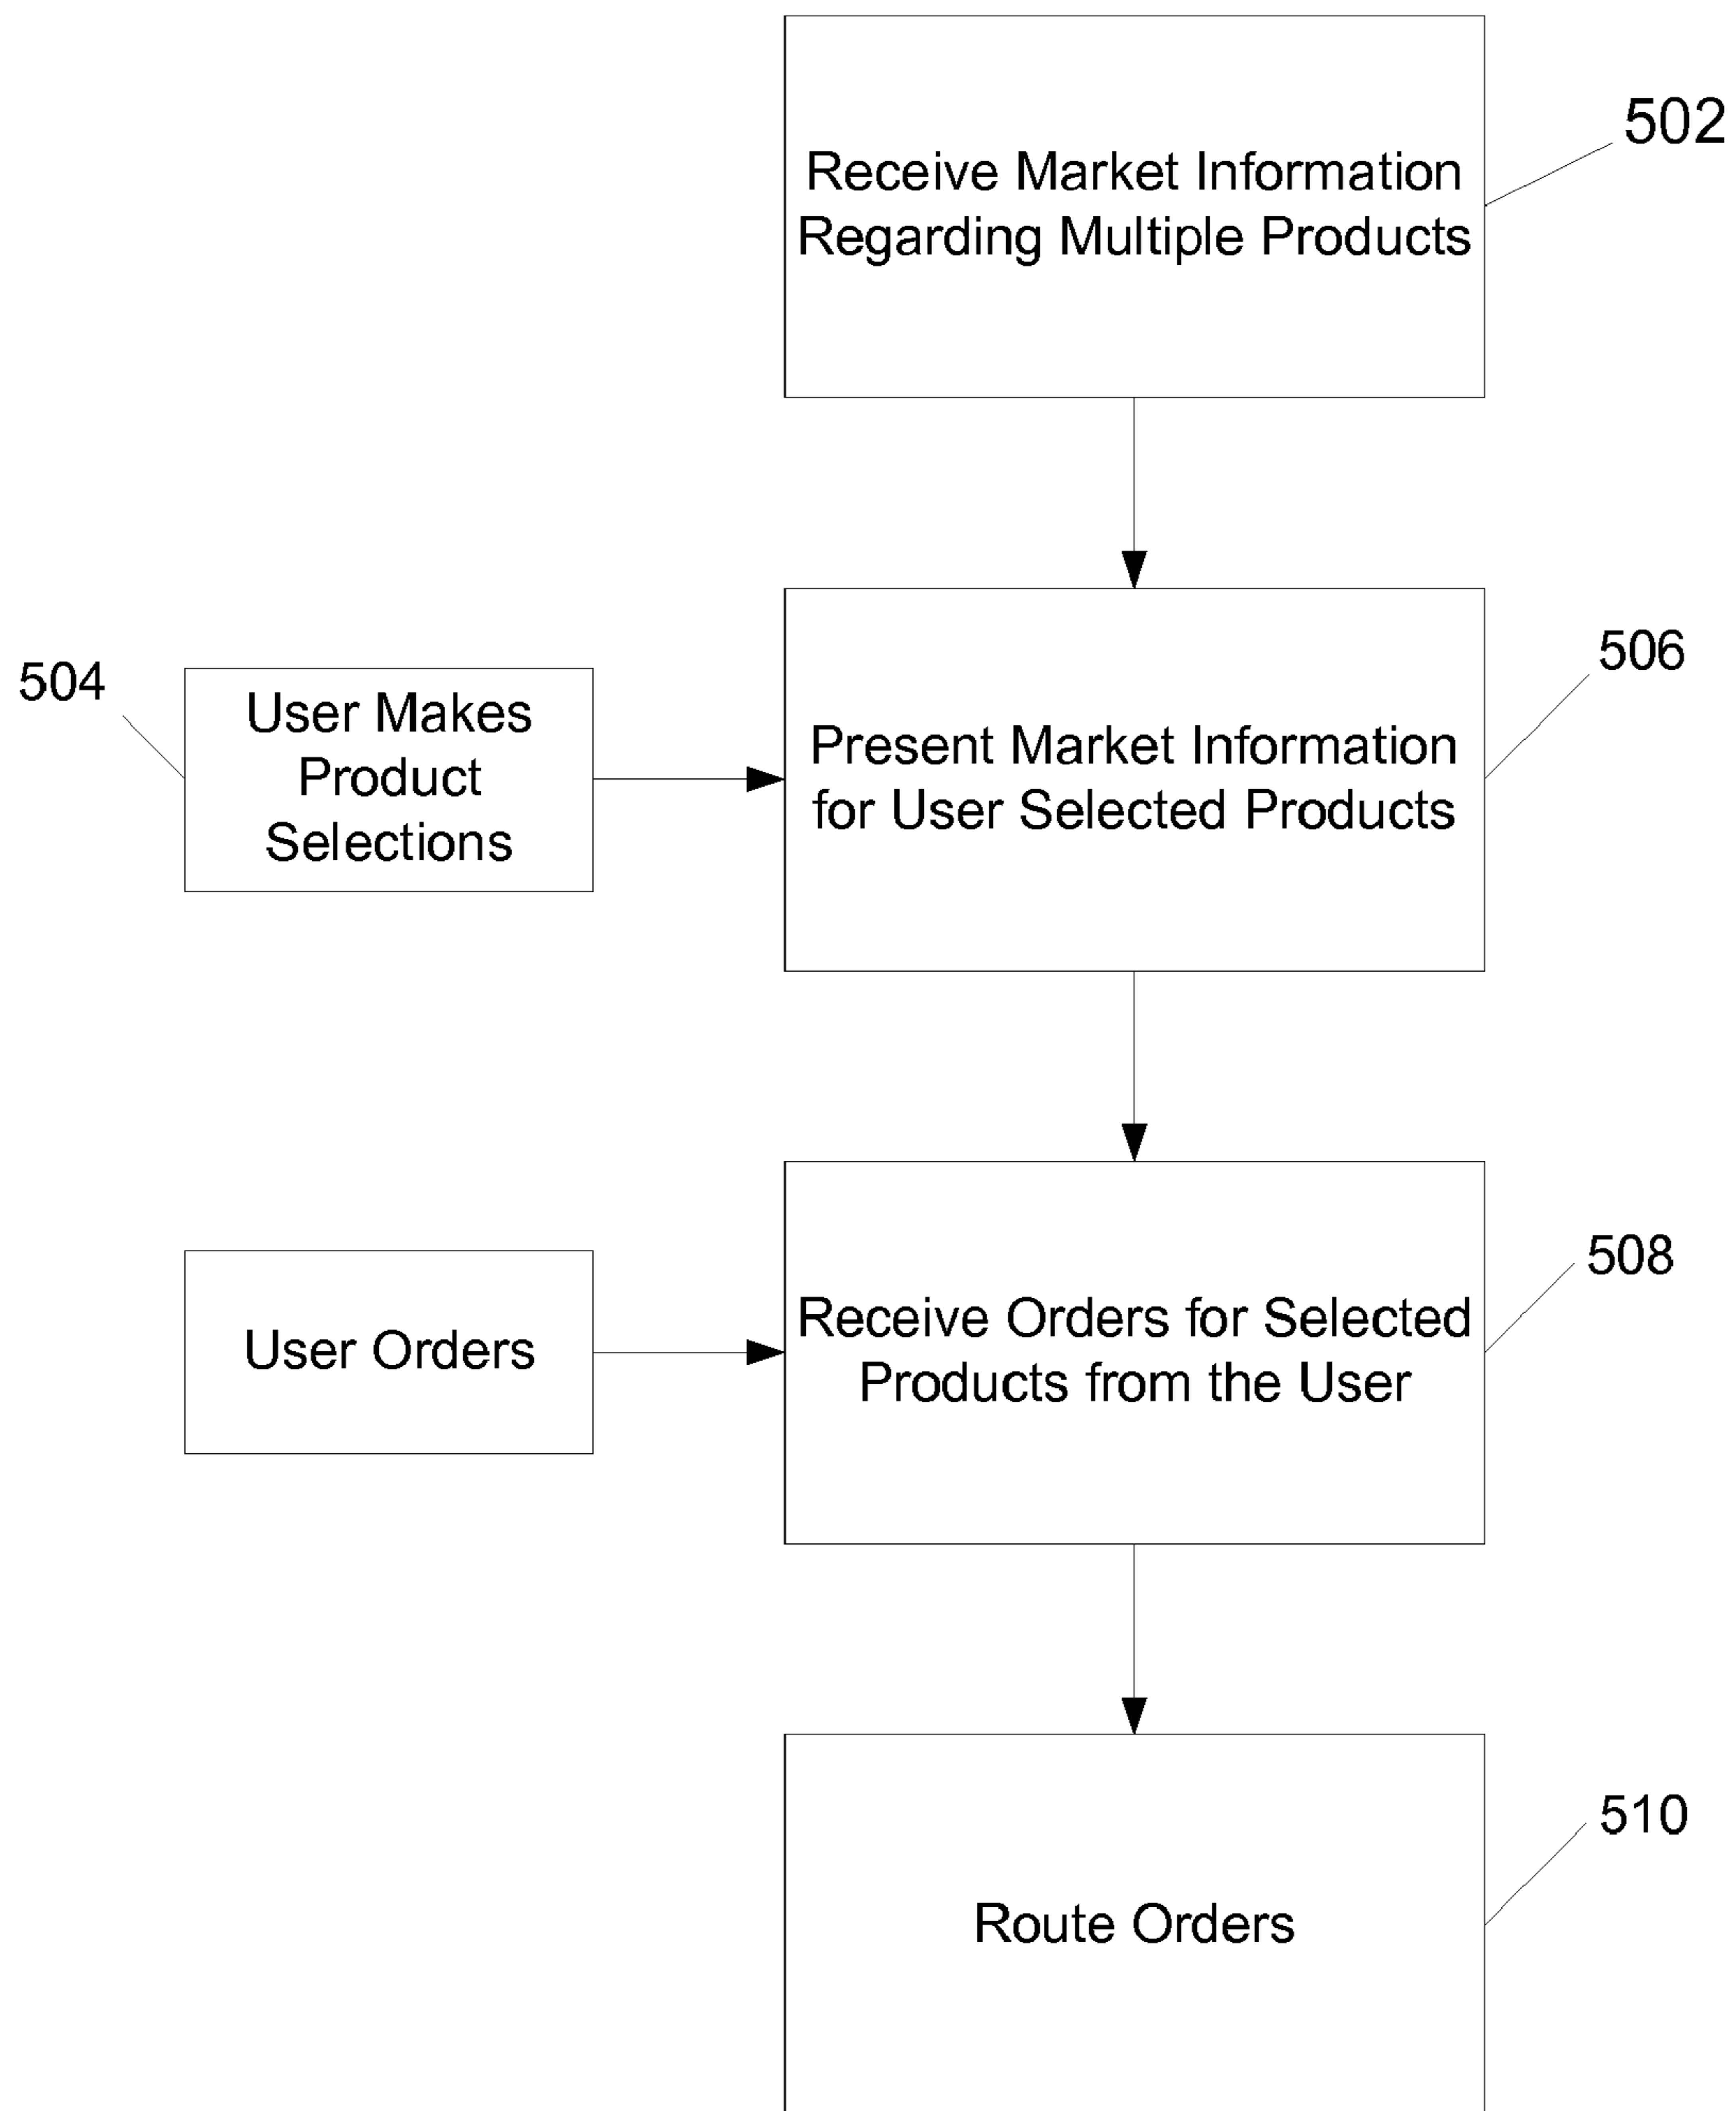 502
Receive Market Information
Regarding Multiple Products
504
User Makes
Product
Selections
506
Present Market Information
for User Selected Products
User Orders
508
Receive Orders for Selected
Products from the User
510
Route Orders